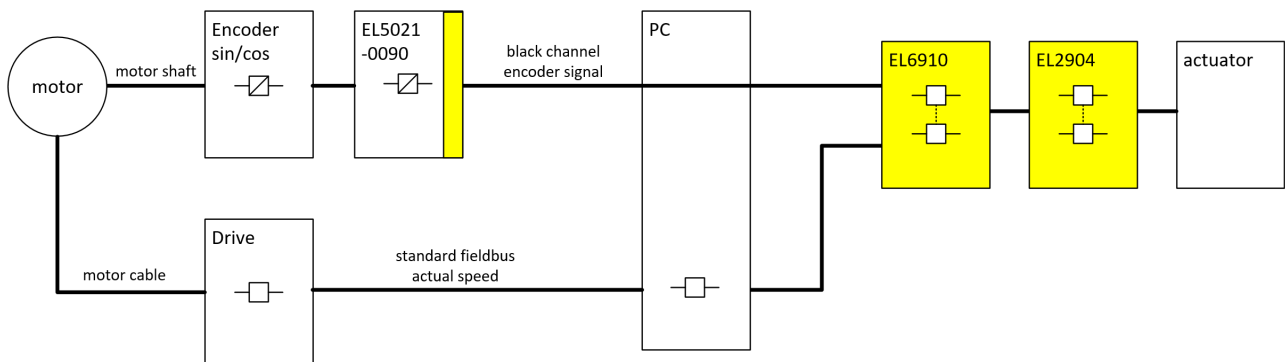 motor
motor shaft
Encoder
sin/cos
EL5021
-0090
black channel
encoder signal
PC
EL6910
EL2904
actuator
motor cable
Drive
standard fieldbus
actual speed